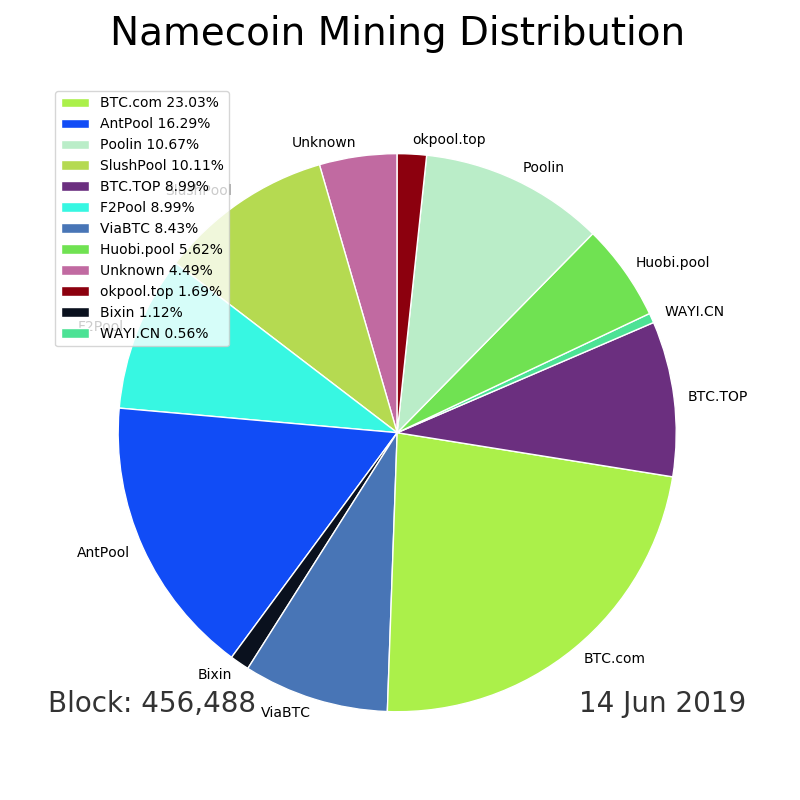 Namecoin Mining Distribution
BTC.com 23.03%
AntPool 16.29%
Poolin 10.67%
SlushPool 10.11%
BTC.TOP 8.99%
F2Pool 8.99%
ViaBTC 8.43%
Huobi.pool 5.62%
Unknown 4.49%
okpool.top 1.69%
Bixin 1.12%
WAYI.CN 0.56%
okpool.top
Unknown
Poolin
SlushPool
Huobi.pool
WAYI.CN
F2Pool
BTC.TOP
AntPool
BTC.com
Bixin
ViaBTC
Block: 456,488
14 Jun 2019